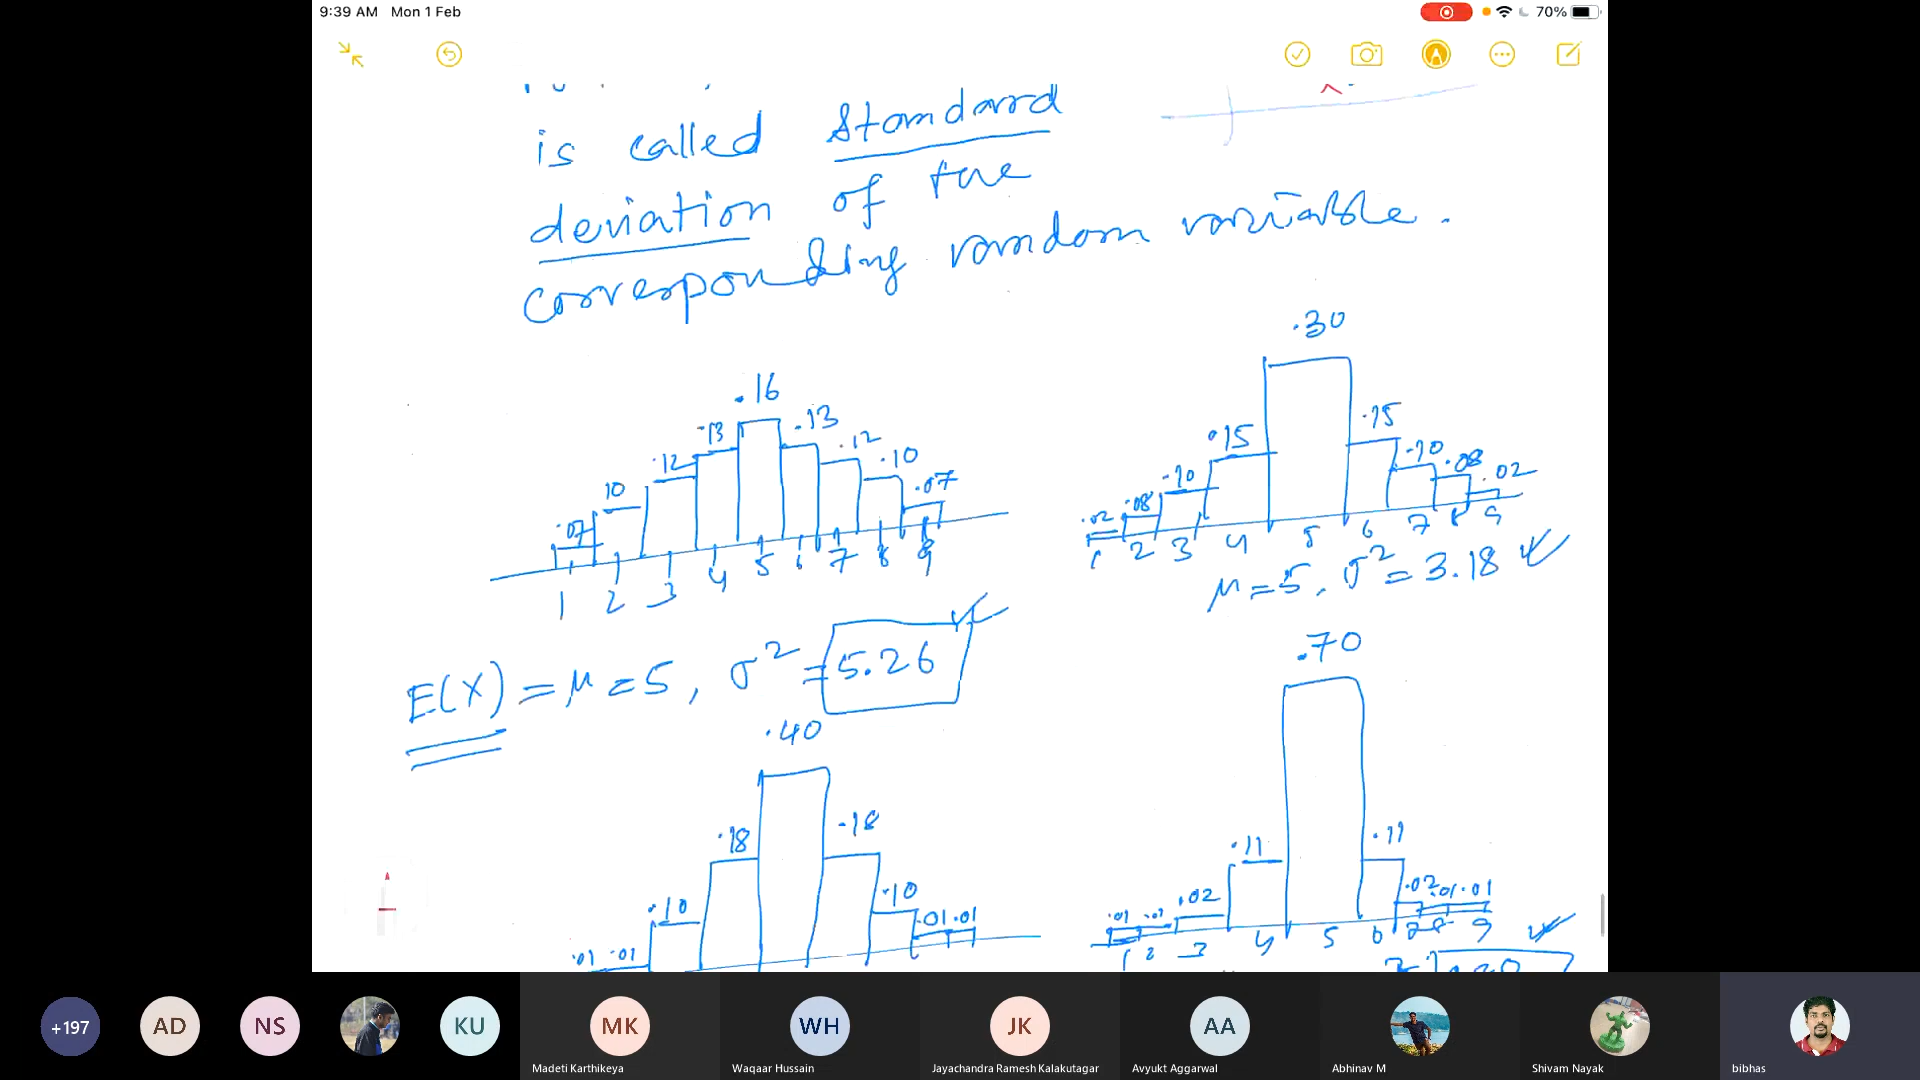 9:39 AM Mon 1 Feb
70%
is called standard
deviation of the
corresponding random variable.
.16
.13 .13
.12 .12
.10 .10
.07 .07
1 2 3 4 5 6 7 8 9
E(X) = μ = 5, σ² = 5.26
.30
.15 .15
.10 .10
.08 .08
.02 .02
1 2 3 4 5 6 7 8 9
μ = 5, σ² = 3.18
.40
.18 .18
.10 .10
.01 .01 .01 .01
.70
.11 .11
.02 .02
.01 .01 .01 .01
1 2 3 4 5 6 7 8 9
+197
AD
NS
KU
MK
Madeti Karthikeya
WH
Waqaar Hussain
JK
Jayachandra Ramesh Kalakutagar
AA
Avyukt Aggarwal
Abhinav M
Shivam Nayak
bibhas